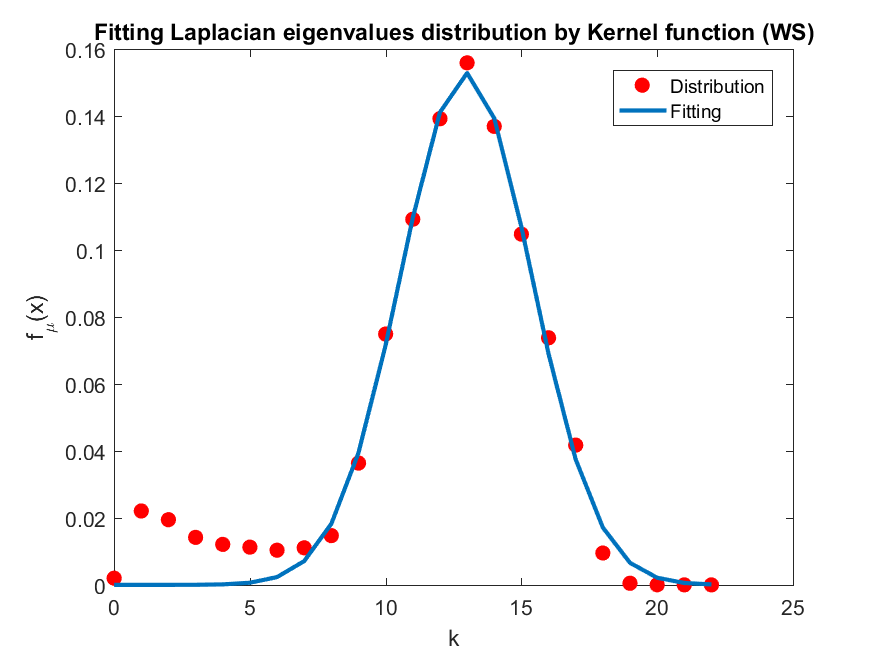 Fitting Laplacian eigenvalues distribution by Kernel function (WS)
0.16
0.14
0.12
0.1
0.08
0.06
0.04
0.02
0
f_μ(x)
Distribution
Fitting
0 5 10 15 20 25
k